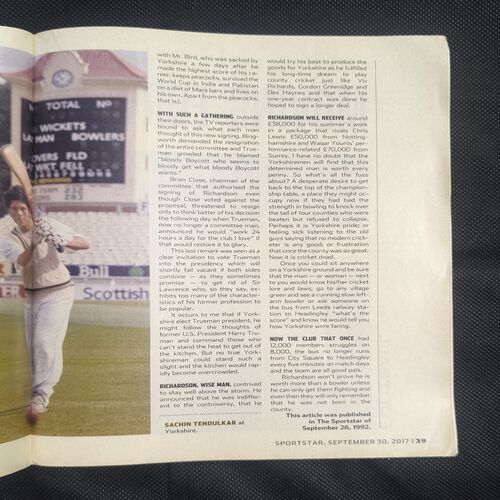 TOTAL No
WICKETS
HAN BOWLERS
OVERS FLD
WKT FELL
TEA
Bull
Scottish
with Mr. Bird, who was sacked by
Yorkshire a few days after he
made the highest score of his ca-
reer, keeps peacocks, survived the
World Cup in India and Pakistan
on a diet of Mars bars and lives on
his own. Apart from the peacocks,
that is).
WITH SUCH A GATHERING outside
their doors, the TV reporters were
bound to ask what each man
thought of this new signing. Illing-
worth demanded the resignation
of the entire committee and True-
man growled that he blamed
"bloody Boycott who seems to
bloody get what bloody Boycott
wants."
Brian Close, chairman of the
committee that authorised the
signing of Richardson even
though Close voted against the
proposal, threatened to resign
only to think better of his decision
the following day when Trueman,
now no longer a committee man,
announced he would "work 24
hours a day for the club I love" if
that would restore it to glory.
This last remark was seen as a
clear invitation to vote Trueman
into the presidency which will
shortly fall vacant if both sides
combine — as they sometimes
promise — to get rid of Sir
Lawrence who, so they say, ex-
hibits too many of the character-
istics of his former profession to
be popular.
It occurs to me that if York-
shire elect Trueman president, he
might follow the thoughts of
former U.S. President Harry Tru-
man and command those who
can't stand the heat to get out of
the kitchen. But no true York-
shireman could stand such a
slight and the kitchen would rap-
idly become overcrowded.
RICHARDSON, WISE MAN, contrived
to stay well above the storm. He
announced that he was indiffer-
ent to the controversy, that he
SACHIN TENDULKAR at
Yorkshire.
would try his best to produce the
goods for Yorkshire as he fulfilled
his long-time dream to play
county cricket just like Viv
Richards, Gordon Greenidge and
Des Haynes and that when his
one-year contract was done he
hoped to sign a longer deal.
RICHARDSON WILL RECEIVE around
£38,000 for his summer's work
in a package that rivals Chris
Lewis £50,000 from Notting-
hamshire and Waqar Younis' per-
formance-related £70,000 from
Surrey. I have no doubt that the
Yorkshiremen will find that this
determined man is worth every
penny. So what's all the fuss
about? A desperate desire to get
back to the top of the champion-
ship table, a place they might oc-
cupy now if they had had the
strength in bowling to knock over
the tail of four counties who were
beaten but refused to collapse.
Perhaps it is Yorkshire pride; or
feeling sick listening to the old
guys saying that no modern crick-
eter is any good; or frustration
that once the county was so great.
Now it is cricket dead.
Once you could sit anywhere
on a Yorkshire ground and be sure
that the man — or woman — next
to you would know his/her cricket
lore and laws, go to any village
green and see a cunning slow left-
arm bowler or ask someone on
the bus from Leeds railway stat-
ion to Headingley "what's the
score" and know he would tell you
how Yorkshire were faring.
NOW THE CLUB THAT ONCE had
12,000 members struggles on
8,000, the bus no longer runs
from City Square to Headingley
every five minutes on match days
and the team are all good pals.
Richardson won't prove he is
worth more than a bowler unless
he can only get them fighting and
even then they will only remember
that he was not born in the
county.
This article was published
in The Sportstar of
September 26, 1992.
SPORTSTAR, SEPTEMBER 30, 2017 | 39